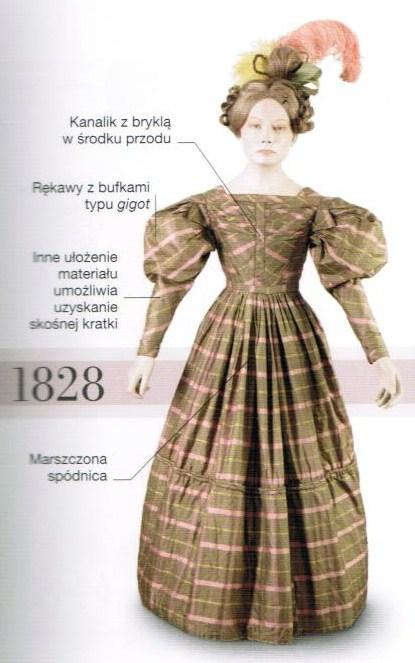 Kanalik z bryklą
w środku przodu
Rękawy z bufkami
typu gigot
Inne ułożenie
materiału
umożliwia
uzyskanie
skośnej kratki
1828
Marszczona
spódnica